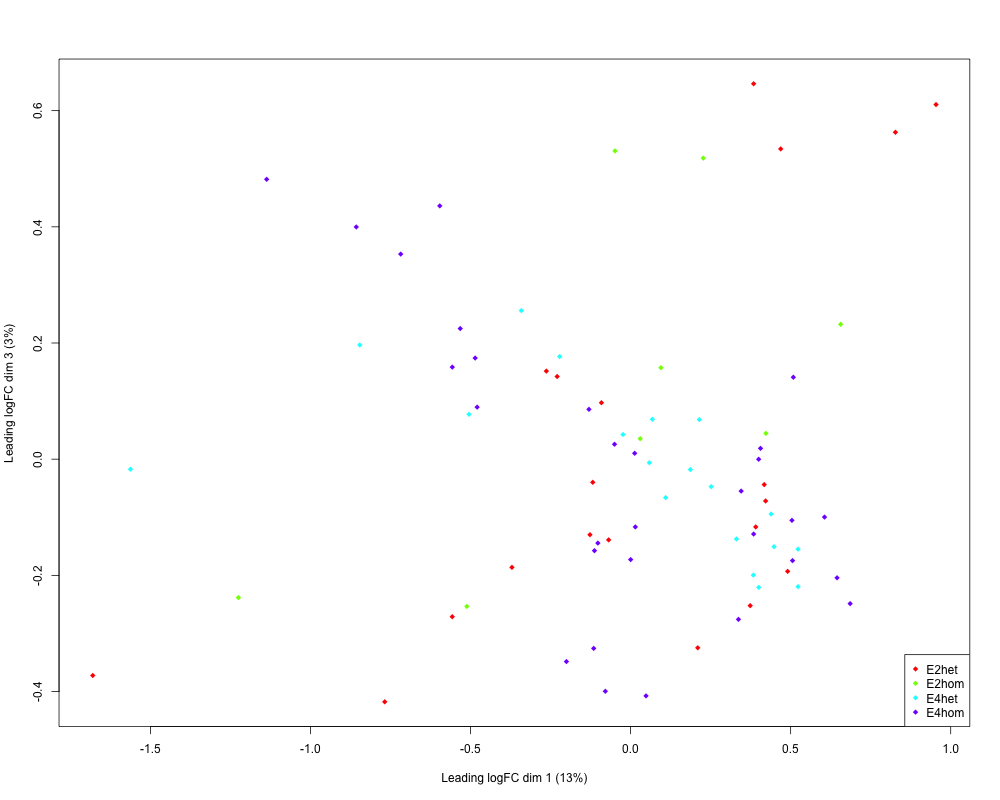 0.6
0.4
0.2
0.0
-0.2
-0.4
Leading logFC dim 3 (3%)
E2het
E2hom
E4het
E4hom
-1.5 -1.0 -0.5 0.0 0.5 1.0
Leading logFC dim 1 (13%)